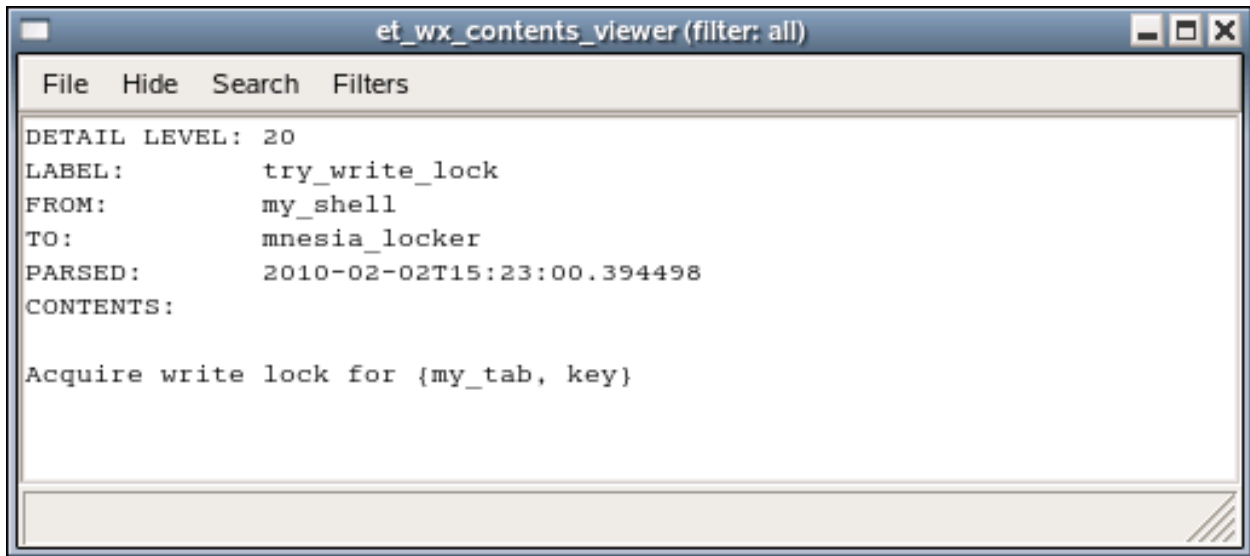 et_wx_contents_viewer (filter: all)
File Hide Search Filters
DETAIL LEVEL: 20
LABEL: try_write_lock
FROM: my_shell
TO: mnesia_locker
PARSED: 2010-02-02T15:23:00.394498
CONTENTS:
Acquire write lock for {my_tab, key}